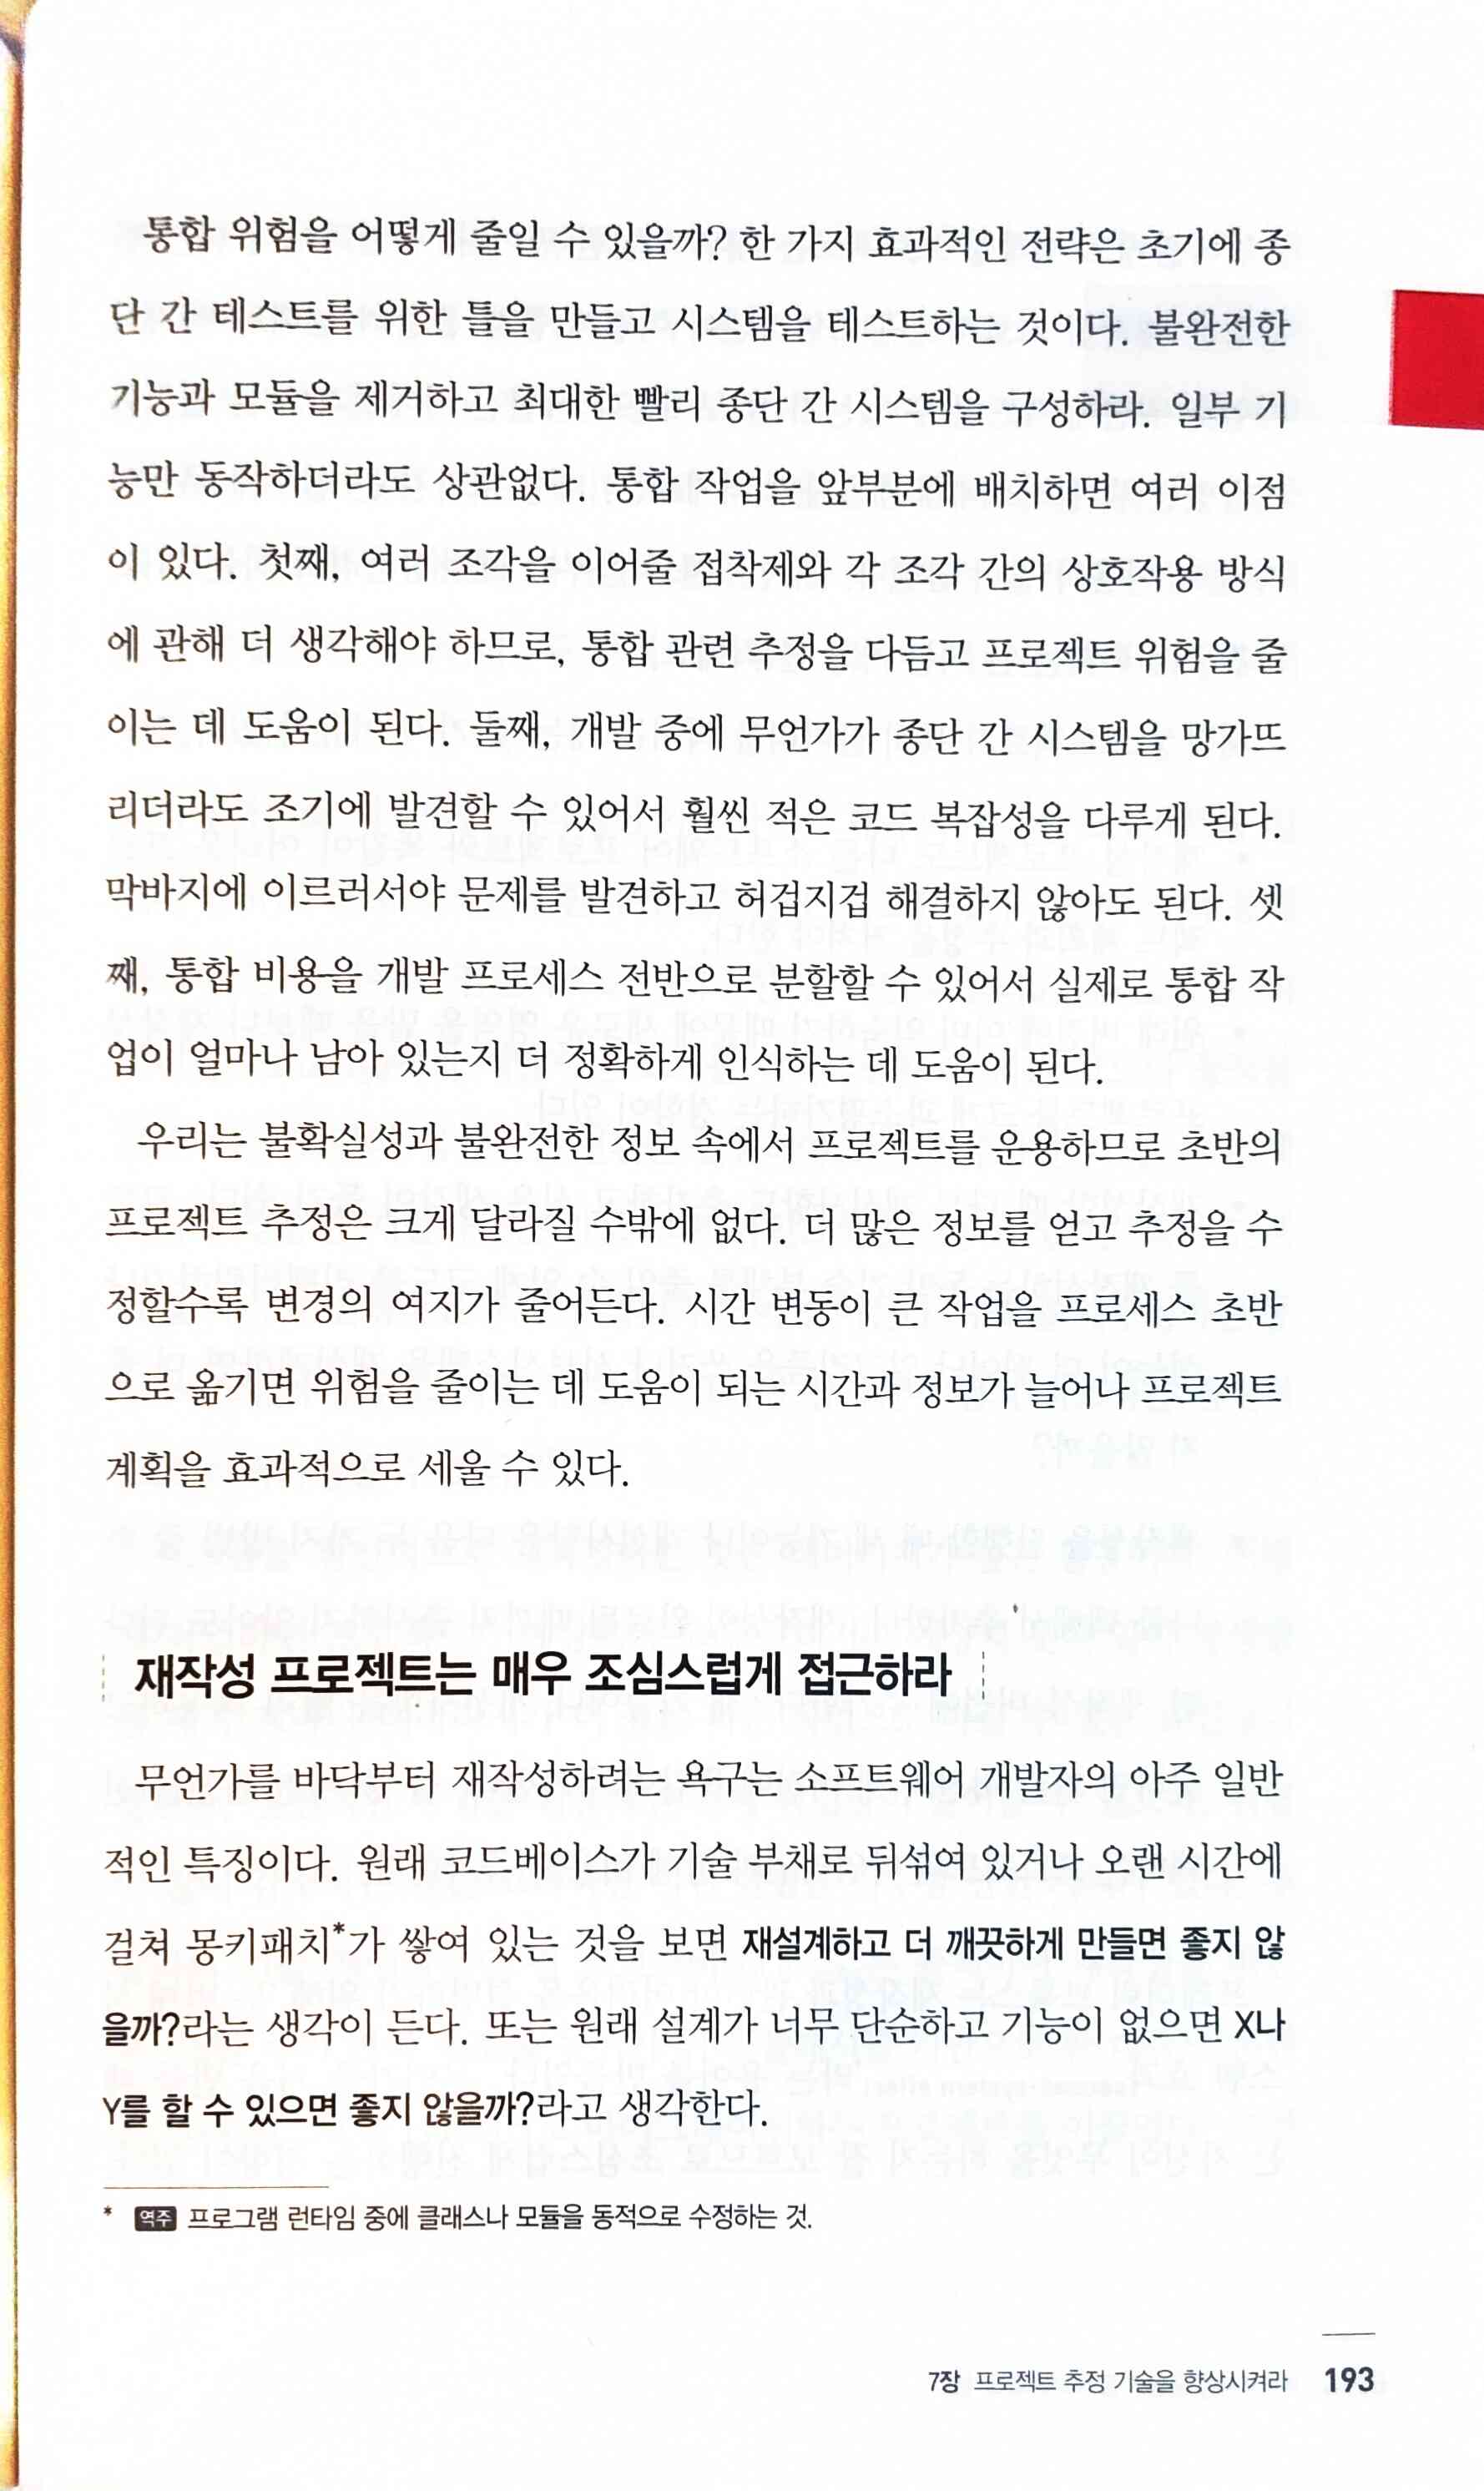 통합 위험을 어떻게 줄일 수 있을까? 한 가지 효과적인 전략은 초기에 종
단 간 테스트를 위한 틀을 만들고 시스템을 테스트하는 것이다. 불완전한
기능과 모듈을 제거하고 최대한 빨리 종단 간 시스템을 구성하라. 일부 기
능만 동작하더라도 상관없다. 통합 작업을 앞부분에 배치하면 여러 이점
이 있다. 첫째, 여러 조각을 이어줄 접착제와 각 조각 간의 상호작용 방식
에 관해 더 생각해야 하므로, 통합 관련 추정을 다듬고 프로젝트 위험을 줄
이는 데 도움이 된다. 둘째, 개발 중에 무언가가 종단 간 시스템을 망가뜨
리더라도 조기에 발견할 수 있어서 훨씬 적은 코드 복잡성을 다루게 된다.
막바지에 이르러서야 문제를 발견하고 허겁지겁 해결하지 않아도 된다. 셋
째, 통합 비용을 개발 프로세스 전반으로 분할할 수 있어서 실제로 통합 작
업이 얼마나 남아 있는지 더 정확하게 인식하는 데 도움이 된다.
우리는 불확실성과 불완전한 정보 속에서 프로젝트를 운용하므로 초반의
프로젝트 추정은 크게 달라질 수밖에 없다. 더 많은 정보를 얻고 추정을 수
정할수록 변경의 여지가 줄어든다. 시간 변동이 큰 작업을 프로세스 초반
으로 옮기면 위험을 줄이는 데 도움이 되는 시간과 정보가 늘어나 프로젝트
계획을 효과적으로 세울 수 있다.
재작성 프로젝트는 매우 조심스럽게 접근하라
무언가를 바닥부터 재작성하려는 욕구는 소프트웨어 개발자의 아주 일반
적인 특징이다. 원래 코드베이스가 기술 부채로 뒤섞여 있거나 오랜 시간에
걸쳐 몽키패치*가 쌓여 있는 것을 보면 재설계하고 더 깨끗하게 만들면 좋지 않
을까?라는 생각이 든다. 또는 원래 설계가 너무 단순하고 기능이 없으면 X나
Y를 할 수 있으면 좋지 않을까?라고 생각한다.
* 역주 프로그램 런타임 중에 클래스나 모듈을 동적으로 수정하는 것.
7장 프로젝트 추정 기술을 향상시켜라 193